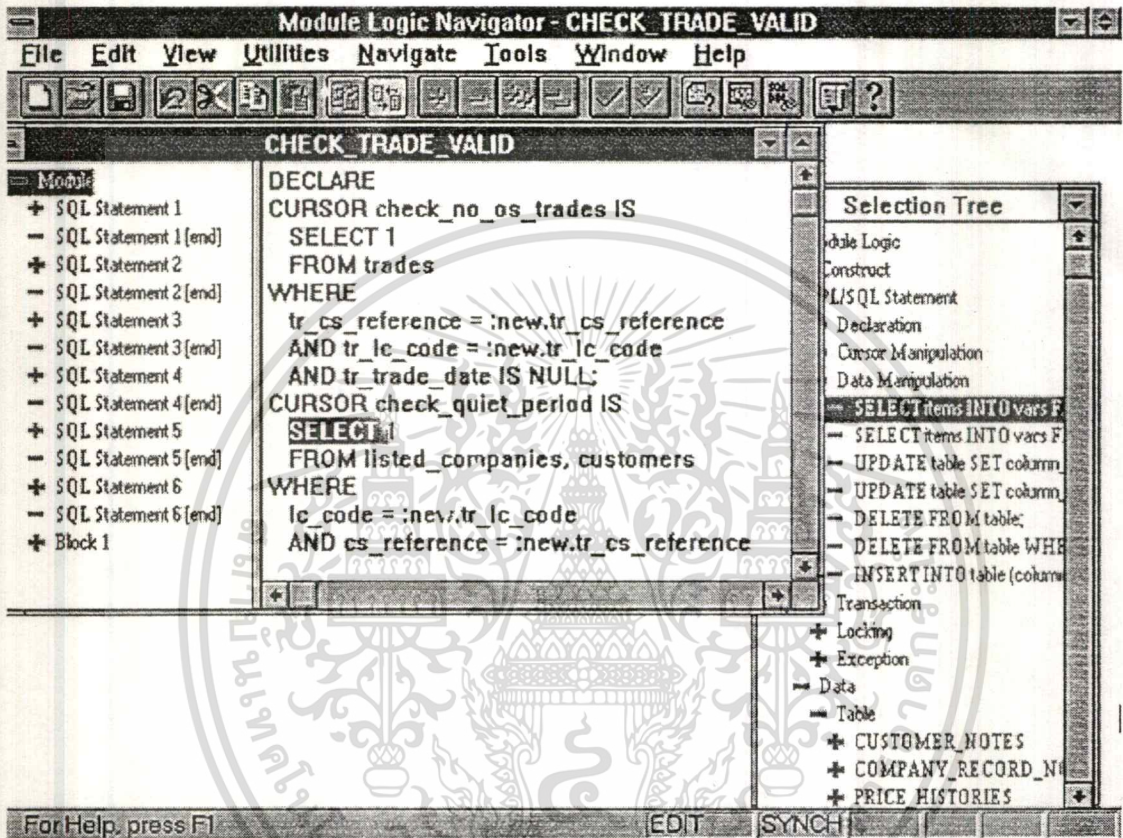 Module Logic Navigator - CHECK_TRADE_VALID
File Edit View Utilities Navigate Tools Window Help
CHECK_TRADE_VALID
Module
SQL Statement 1
SQL Statement 1 [end]
SQL Statement 2
SQL Statement 2 [end]
SQL Statement 3
SQL Statement 3 [end]
SQL Statement 4
SQL Statement 4 [end]
SQL Statement 5
SQL Statement 5 [end]
SQL Statement 6
SQL Statement 6 [end]
Block 1
DECLARE
CURSOR check_no_os_trades IS
SELECT 1
FROM trades
WHERE
tr_cs_reference = :new.tr_cs_reference
AND tr_lc_code = :new.tr_lc_code
AND tr_trade_date IS NULL;
CURSOR check_quiet_period IS
SELECT 1
FROM listed_companies, customers
WHERE
lc_code = :new.tr_lc_code
AND cs_reference = :new.tr_cs_reference
Selection Tree
dule Logic
Construct
PL/SQL Statement
Declaration
Cursor Manipulation
Data Manipulation
SELECT items INTO vars F
SELECT items INTO vars F
UPDATE table SET column_
UPDATE table SET column_
DELETE FROM table;
DELETE FROM table WHE
INSERT INTO table (colum
Transaction
Locking
Exception
Data
Table
CUSTOMER_NOTES
COMPANY_RECORD_N
PRICE_HISTORIES
For Help, press F1 EDIT SYNCH